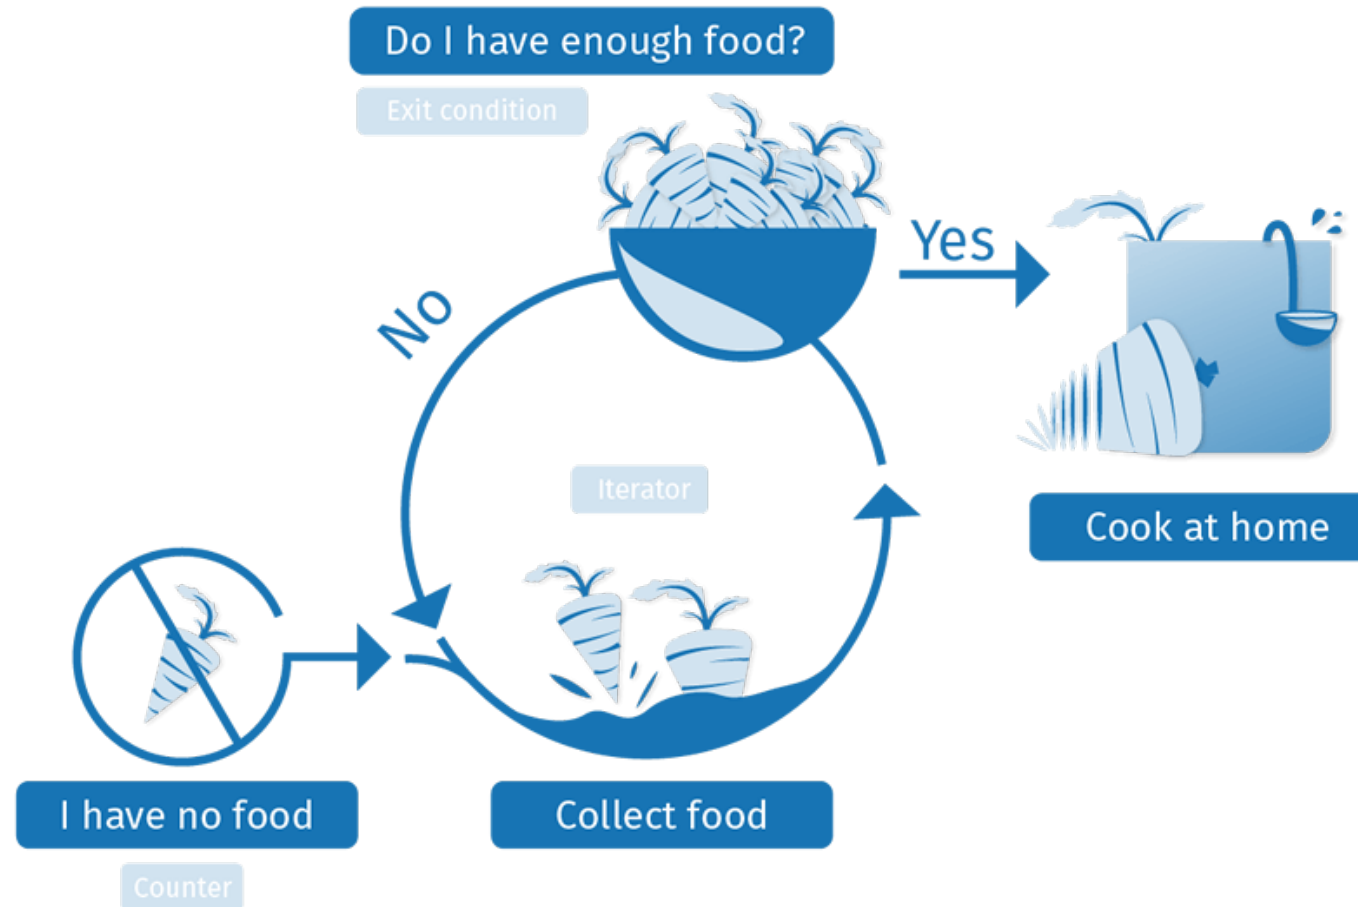 Do I have enough food?
Exit condition
Yes
No
Iterator
Cook at home
I have no food
Collect food
Counter